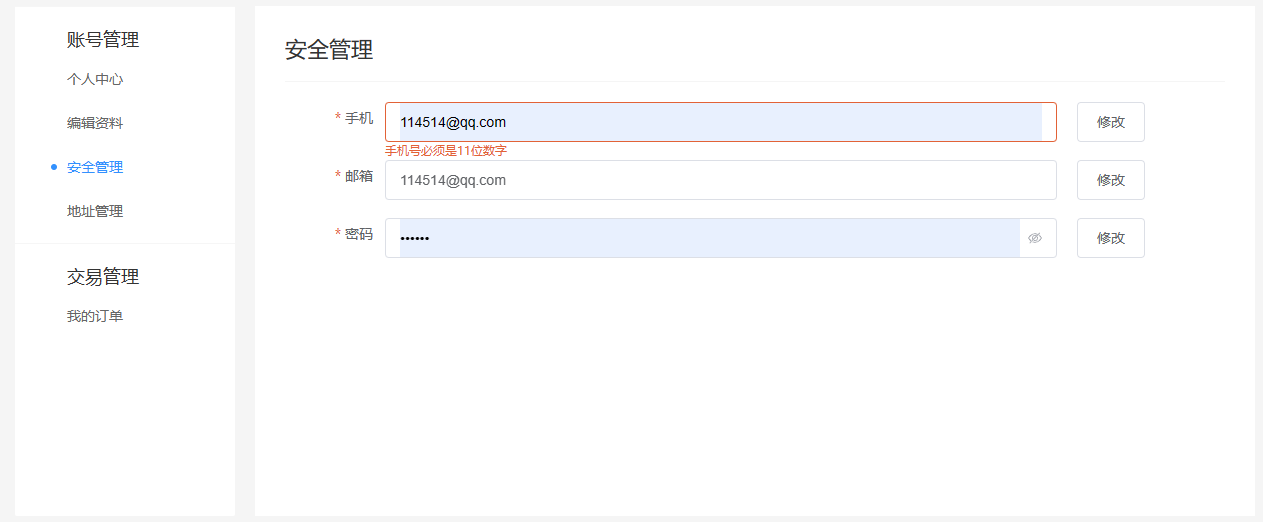 账号管理
个人中心
编辑资料
安全管理
地址管理
交易管理
我的订单
安全管理
* 手机 114514@qq.com 修改
手机号必须是11位数字
* 邮箱 114514@qq.com 修改
* 密码 •••••• 修改